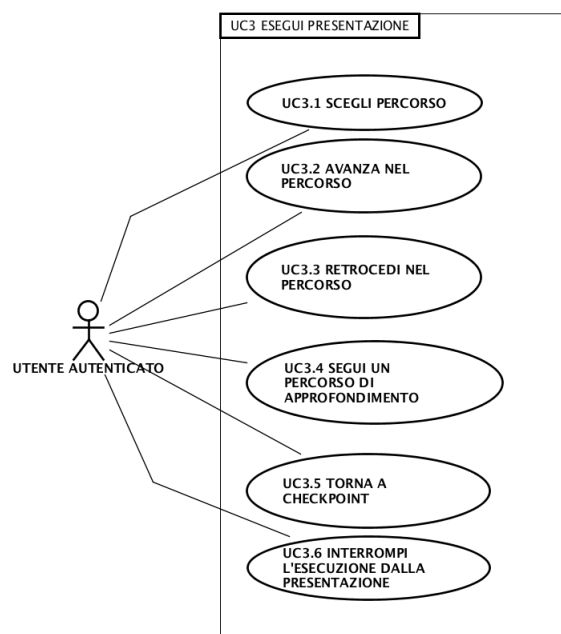 UC3 ESEGUI PRESENTAZIONE
UC3.1 SCEGLI PERCORSO
UC3.2 AVANZA NEL
PERCORSO
UC3.3 RETROCEDI NEL
PERCORSO
UTENTE AUTENTICATO
UC3.4 SEGUI UN
PERCORSO DI
APPROFONDIMENTO
UC3.5 TORNA A
CHECKPOINT
UC3.6 INTERROMPI
L'ESECUZIONE DALLA
PRESENTAZIONE